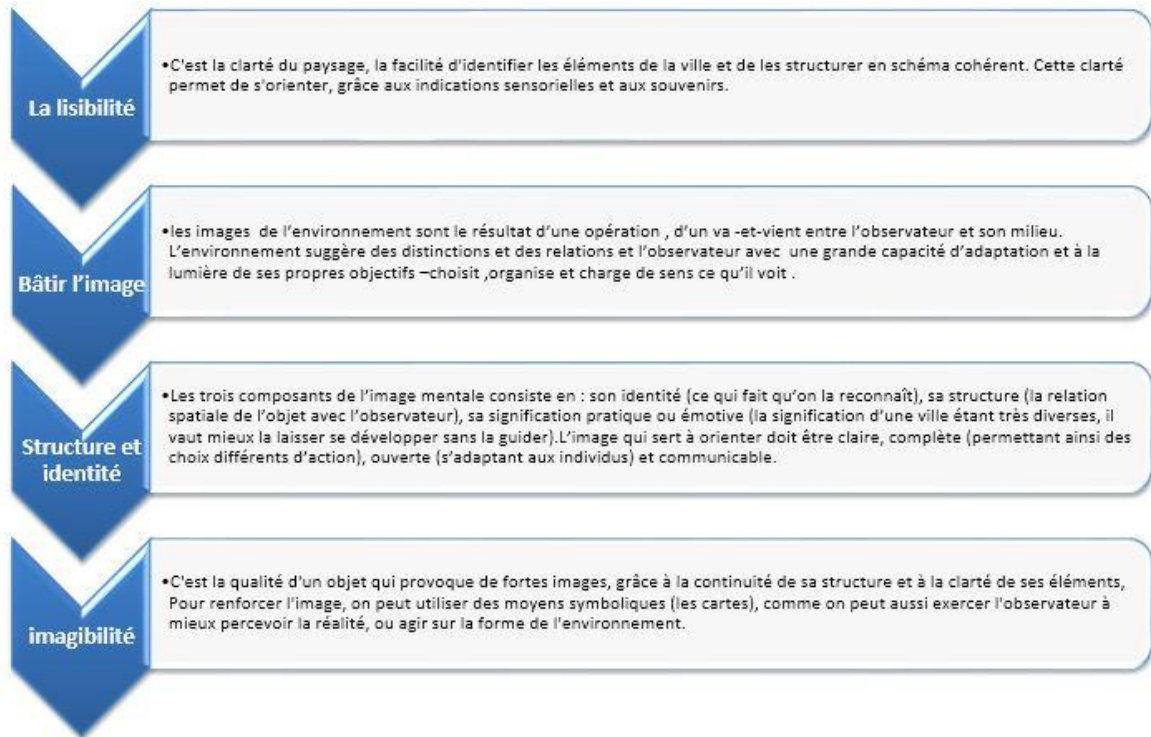 La lisibilité
•C'est la clarté du paysage, la facilité d'identifier les éléments de la ville et de les structurer en schéma cohérent. Cette clarté
permet de s'orienter, grâce aux indications sensorielles et aux souvenirs.
Bâtir l'image
•les images de l'environnement sont le résultat d'une opération , d'un va -et-vient entre l'observateur et son milieu.
L'environnement suggère des distinctions et des relations et l'observateur avec une grande capacité d'adaptation et à la
lumière de ses propres objectifs –choisit ,organise et charge de sens ce qu'il voit .
Structure et
identité
•Les trois composants de l'image mentale consiste en : son identité (ce qui fait qu'on la reconnaît), sa structure (la relation
spatiale de l'objet avec l'observateur), sa signification pratique ou émotive (la signification d'une ville étant très diverses, il
vaut mieux la laisser se développer sans la guider).L'image qui sert à orienter doit être claire, complète (permettant ainsi des
choix différents d'action), ouverte (s'adaptant aux individus) et communicable.
imagibilité
•C'est la qualité d'un objet qui provoque de fortes images, grâce à la continuité de sa structure et à la clarté de ses éléments,
Pour renforcer l'image, on peut utiliser des moyens symboliques (les cartes), comme on peut aussi exercer l'observateur à
mieux percevoir la réalité, ou agir sur la forme de l'environnement.